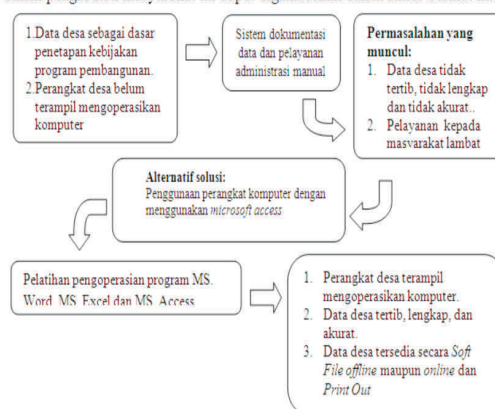 1.Data desa sebagai dasar
penetapan kebijakan
program pembangunan.
2.Perangkat desa belum
terampil mengoperasikan
komputer
Sistem dokumentasi
data dan pelayanan
administrasi manual
Permasalahan yang
muncul:
1. Data desa tidak
tertib, tidak lengkap
dan tidak akurat..
2. Pelayanan kepada
masyarakat lambat
Alternatif solusi:
Penggunaan perangkat komputer dengan
menggunakan microsoft access
Pelatihan pengoperasian program MS.
Word, MS. Excel dan MS. Access
1. Perangkat desa terampil
mengoperasikan komputer.
2. Data desa tertib, lengkap, dan
akurat.
3. Data desa tersedia secara Soft
File offline maupun online dan
Print Out